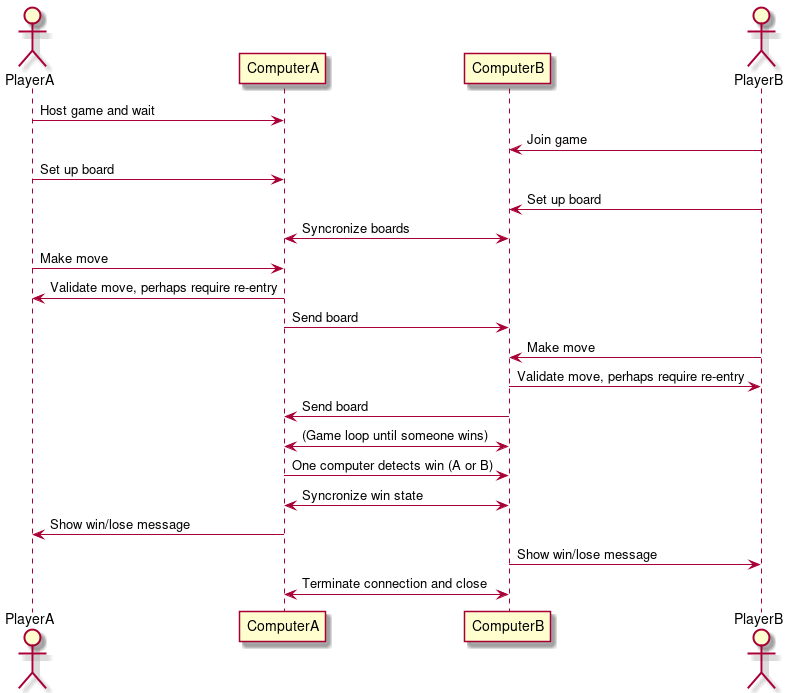 PlayerA
ComputerA
ComputerB
PlayerB
Host game and wait
Join game
Set up board
Set up board
Syncronize boards
Make move
Validate move, perhaps require re-entry
Send board
Make move
Validate move, perhaps require re-entry
Send board
(Game loop until someone wins)
One computer detects win (A or B)
Syncronize win state
Show win/lose message
Show win/lose message
Terminate connection and close
PlayerA
ComputerA
ComputerB
PlayerB